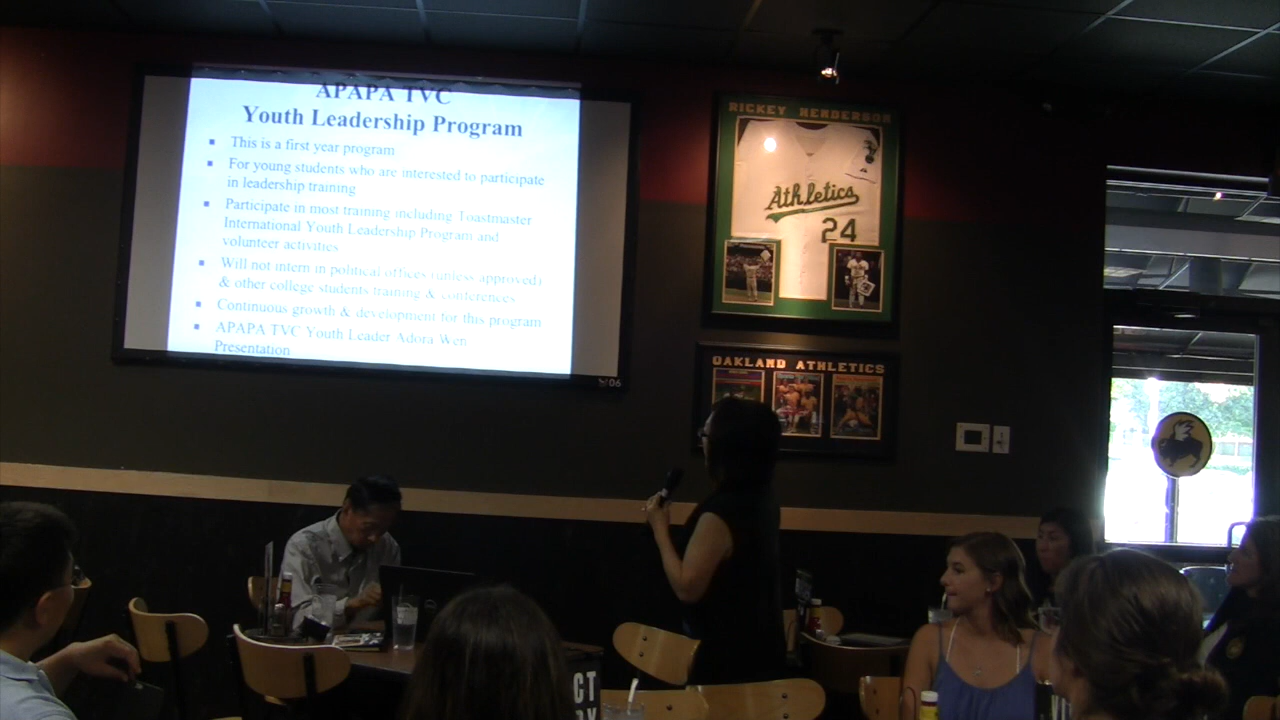 APAPA TVC
Youth Leadership Program
This is a first year program
For young students who are interested to participate
in leadership training
Participate in most training including Toastmaster
International Youth Leadership Program and
volunteer activities
Will not intern in political offices (unless approved)
& other college students training & conferences
Continuous growth & development for this program
APAPA TVC Youth Leader Adora Wen
Presentation
06
RICKEY HENDERSON
Athletics
24
OAKLAND ATHLETICS
CT